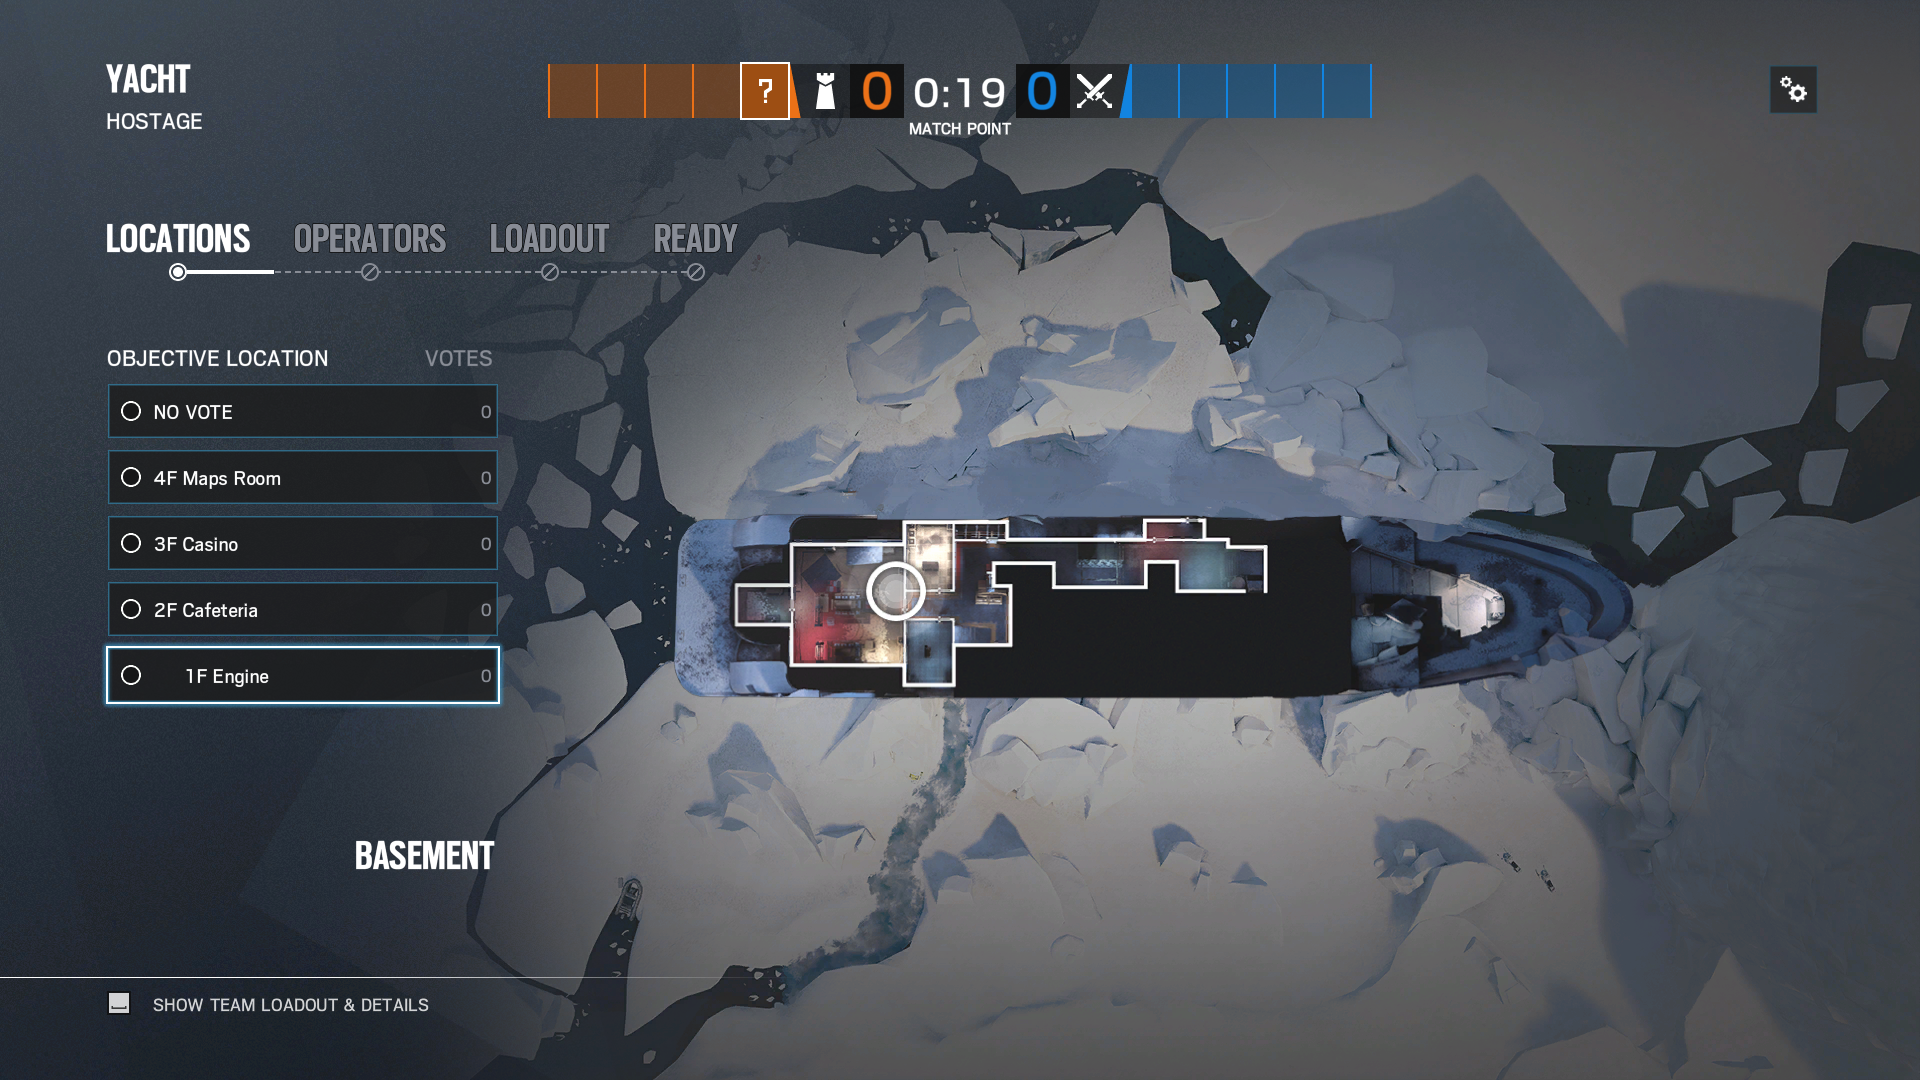 YACHT
HOSTAGE
?
0
0:19
0
MATCH POINT
LOCATIONS
OPERATORS
LOADOUT
READY
OBJECTIVE LOCATION
VOTES
NO VOTE
0
4F Maps Room
0
3F Casino
0
2F Cafeteria
0
1F Engine
0
BASEMENT
SHOW TEAM LOADOUT & DETAILS